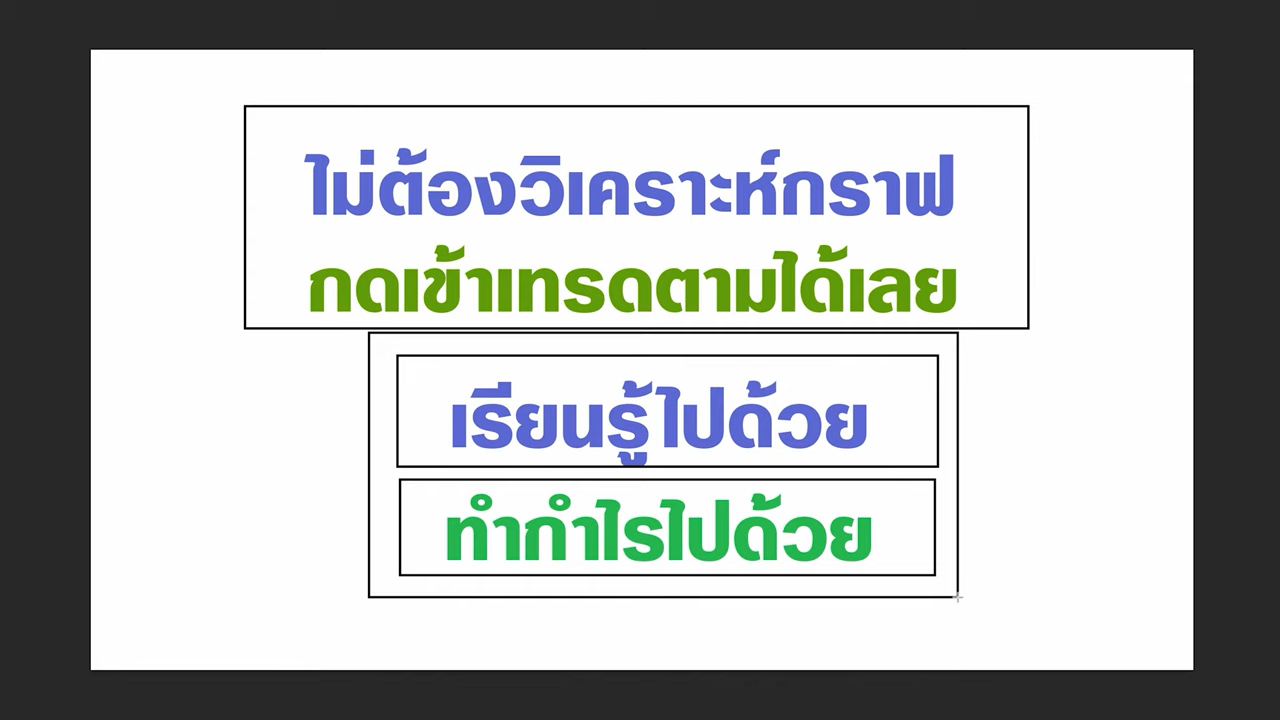 ไม่ต้องวิเคราะห์กราฟ
กดเข้าเทรดตามได้เลย
เรียนรู้ไปด้วย
ทำกำไรไปด้วย